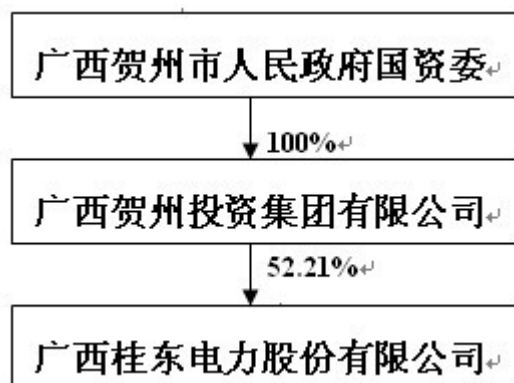 广西贺州市人民政府国资委
100%
广西贺州投资集团有限公司
52.21%
广西桂东电力股份有限公司